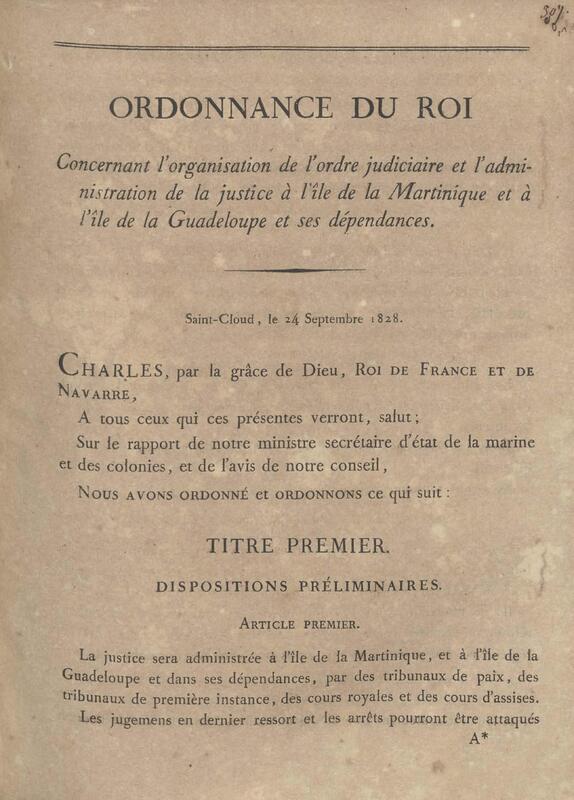 ORDONNANCE DU ROI
Concernant l'organisation de l'ordre judiciaire et l'admi-
nistration de la justice à l'île de la Martinique et à
l'île de la Guadeloupe et ses dépendances.
Saint-Cloud, le 24 Septembre 1828.
CHARLES, par la grâce de Dieu, ROI DE FRANCE ET DE
NAVARRE,
A tous ceux qui ces présentes verront, salut;
Sur le rapport de notre ministre secrétaire d'état de la marine
et des colonies, et de l'avis de notre conseil,
NOUS AVONS ORDONNÉ et ORDONNONS ce qui suit:
TITRE PREMIER.
DISPOSITIONS PRÉLIMINAIRES.
ARTICLE PREMIER.
La justice sera administrée à l'île de la Martinique, et à l'île de la
Guadeloupe et dans ses dépendances, par des tribunaux de paix, des
tribunaux de première instance, des cours royales et des cours d'assises.
Les jugemens en dernier ressort et les arrêts pourront être attaqués
A*